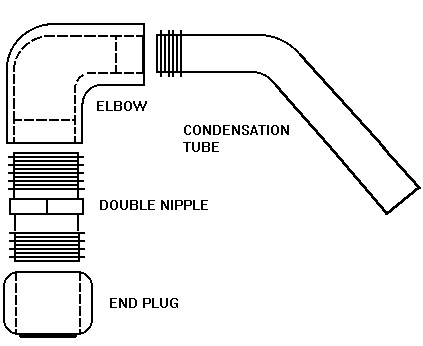 ELBOW
CONDENSATION
TUBE
DOUBLE NIPPLE
END PLUG